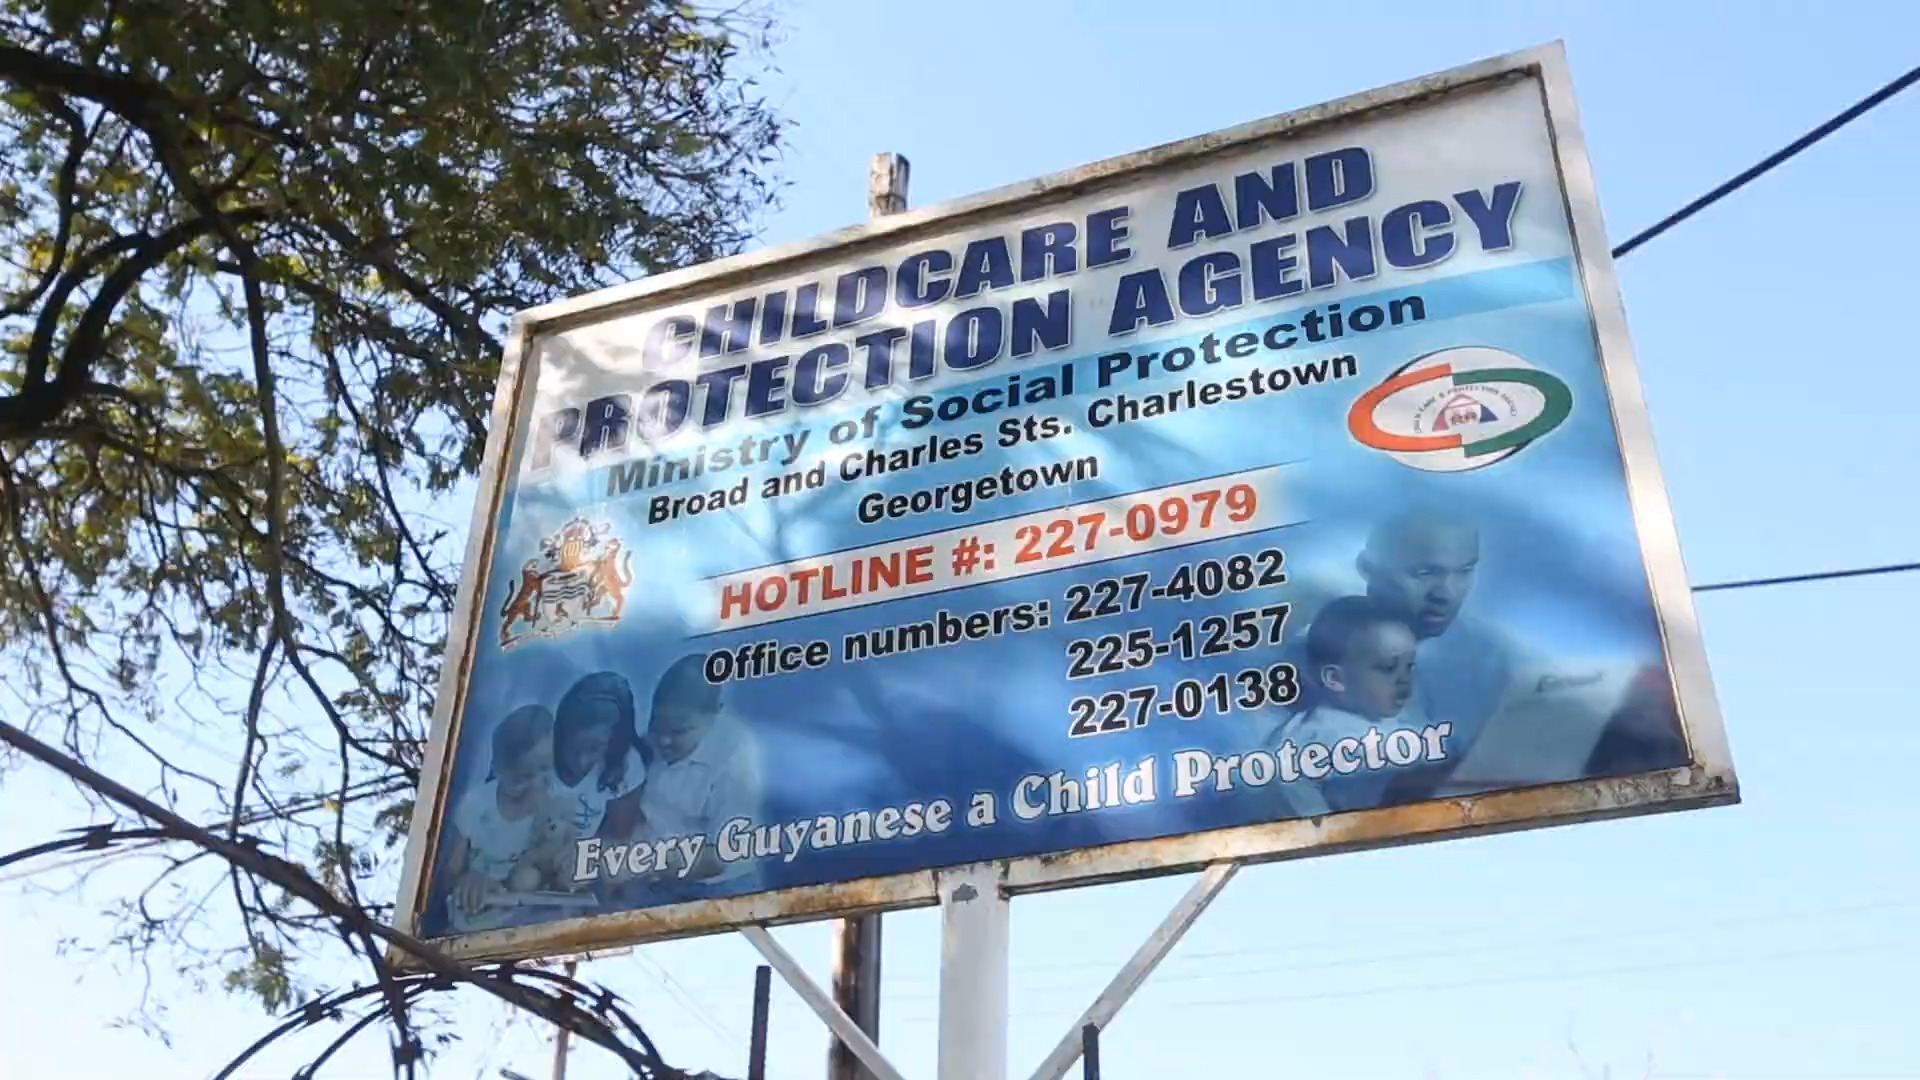 CHILDCARE AND
PROTECTION AGENCY
Ministry of Social Protection
Broad and Charles Sts. Charlestown
Georgetown
HOTLINE #: 227-0979
Office numbers: 227-4082
225-1257
227-0138
Every Guyanese a Child Protector